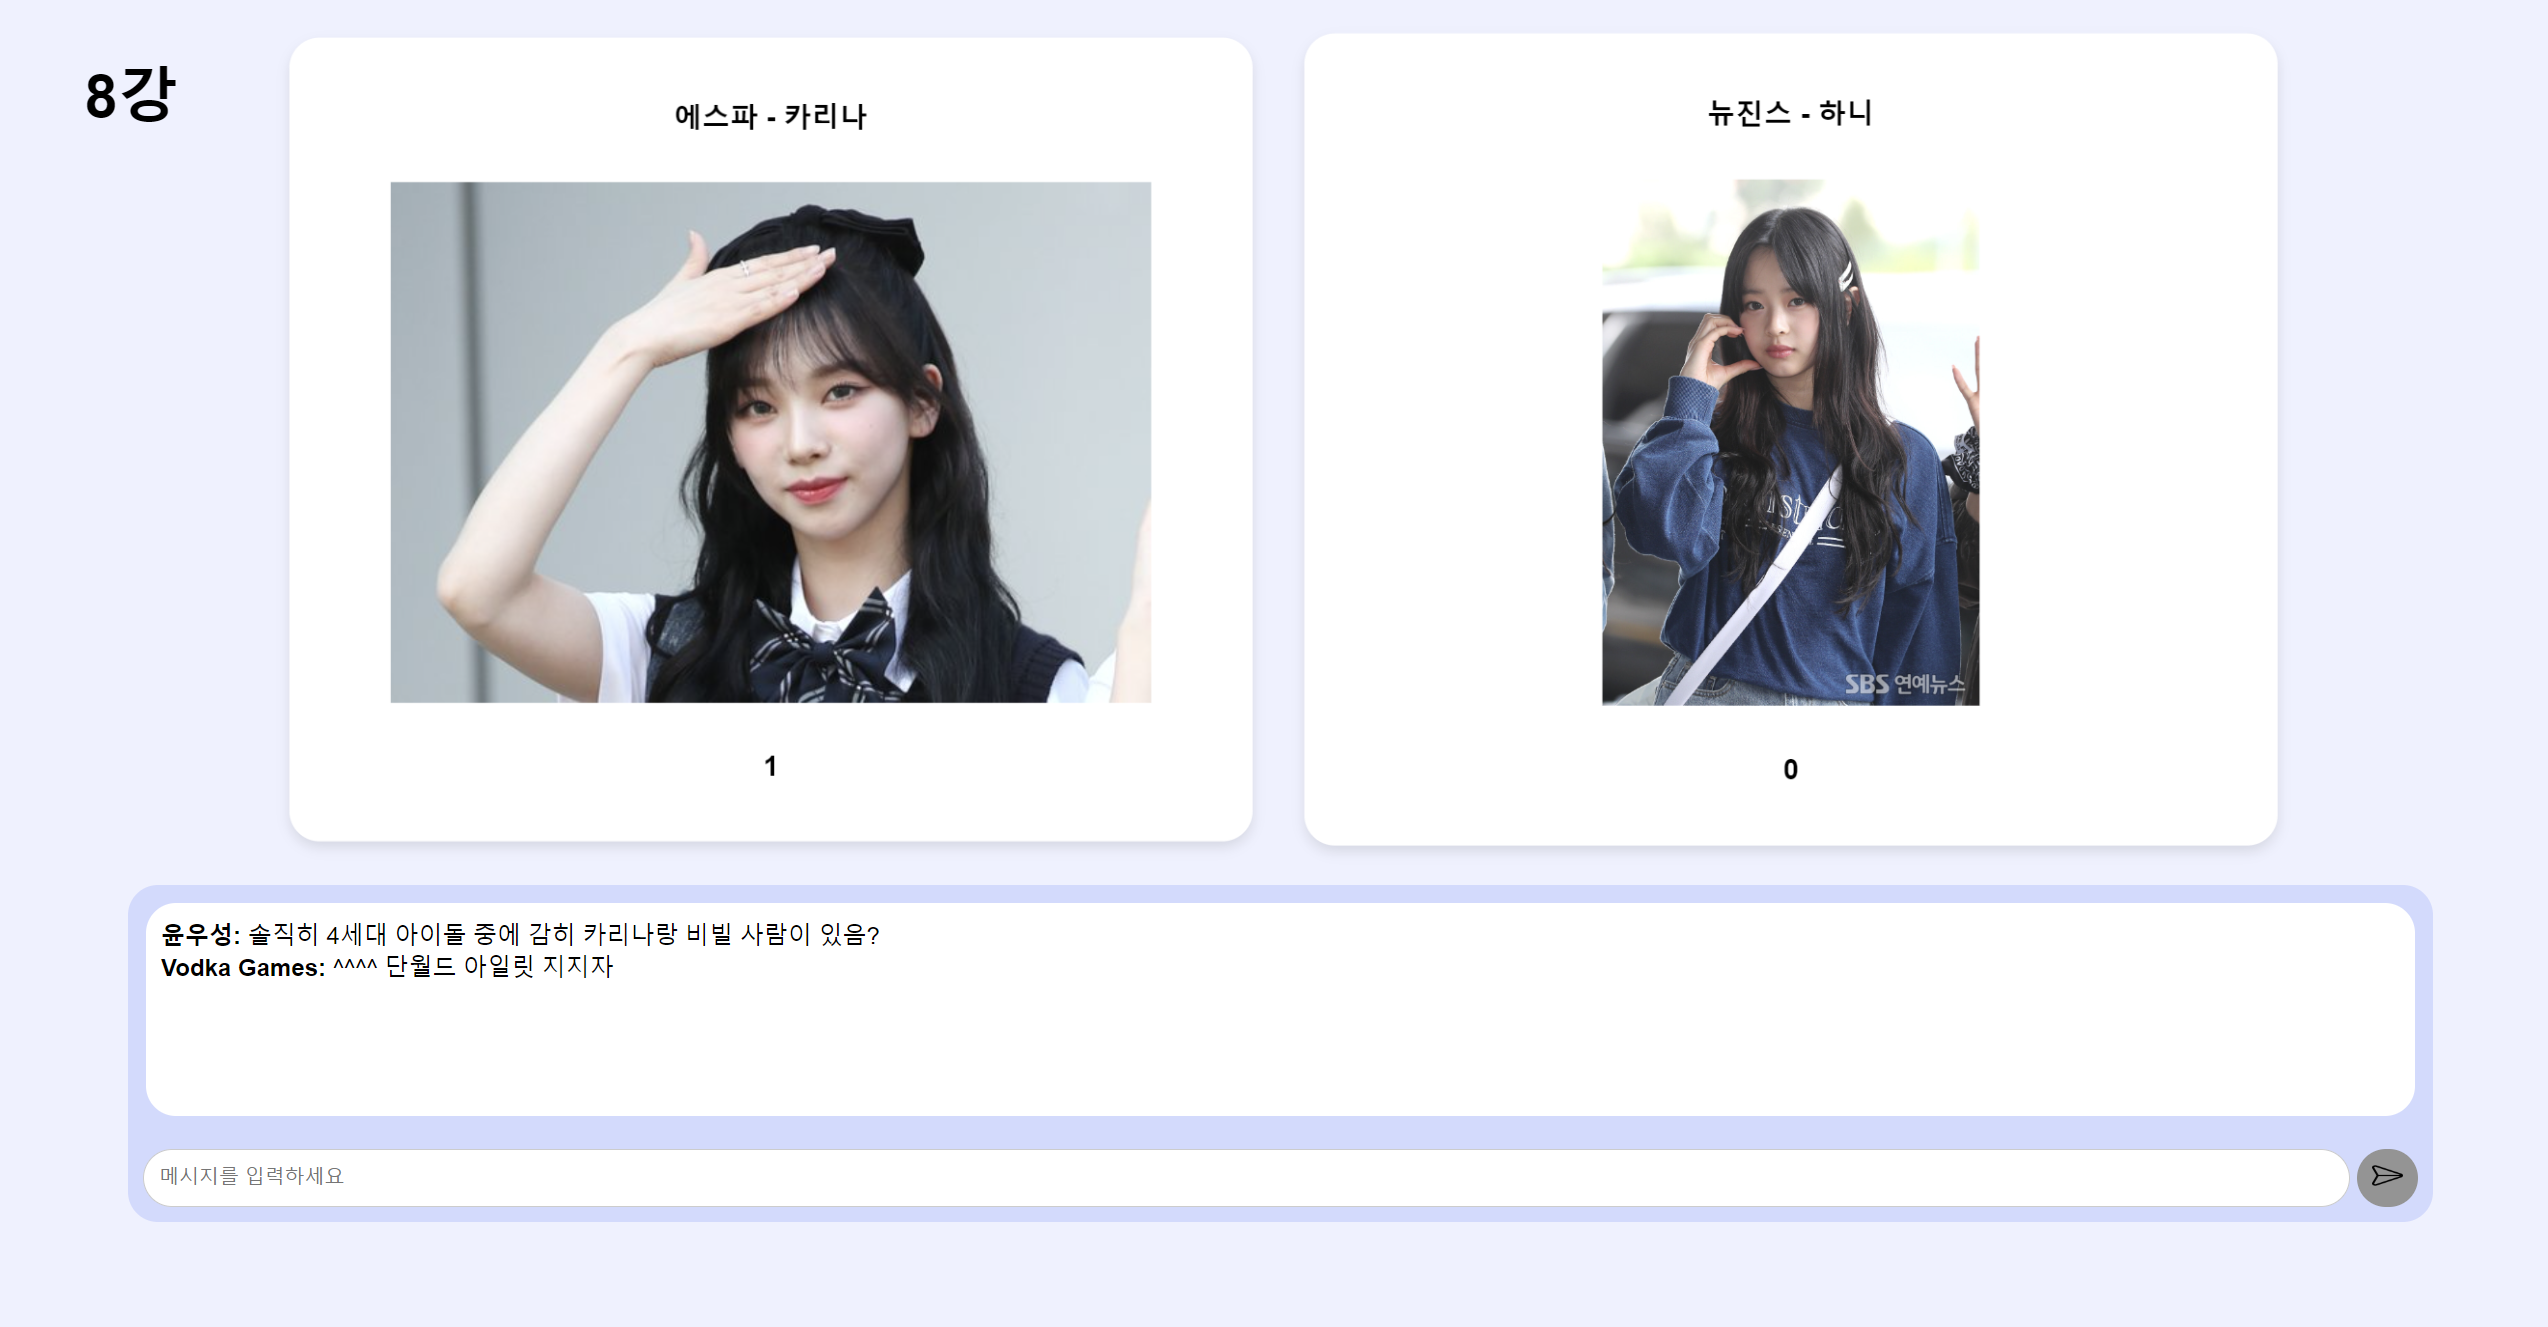 8강
에스파 - 카리나
뉴진스 - 하니
SBS 연예뉴스
1
0
윤우성: 솔직히 4세대 아이돌 중에 감히 카리나랑 비빌 사람이 있음?
Vodka Games: ^^^^ 단월드 아일릿 지지자
메시지를 입력하세요